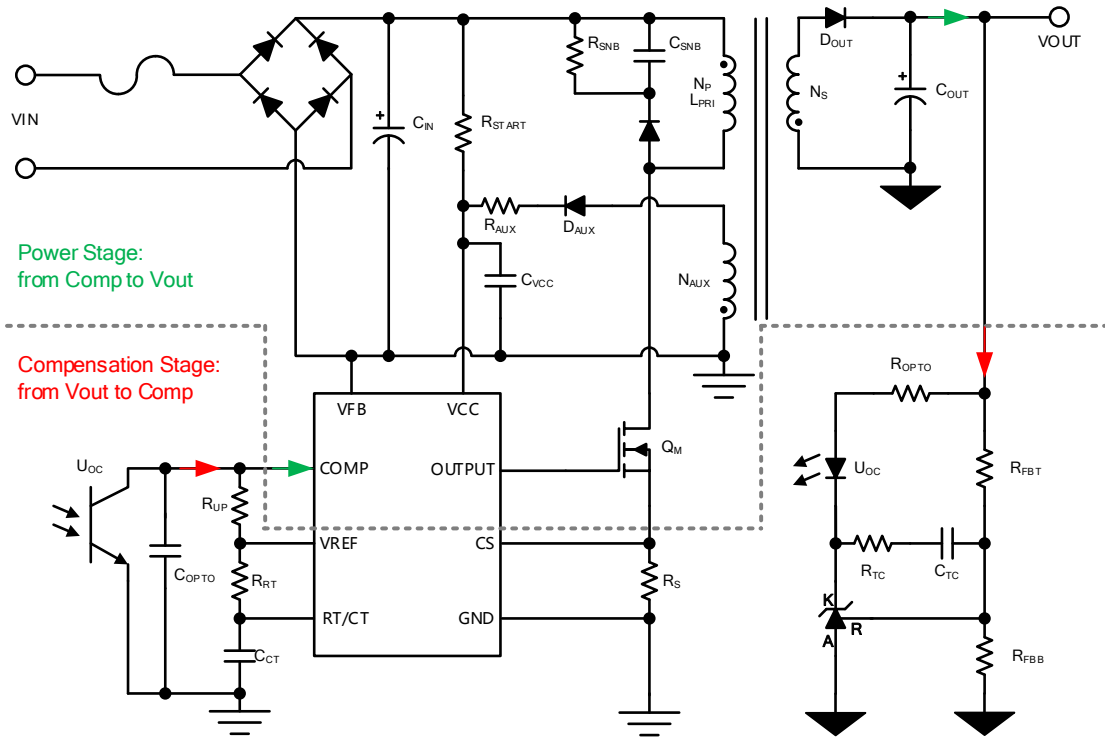 RSNB
CSNB
NP
LPRI
DOUT
VOUT
NS
COUT
VIN
CIN
RSTART
RAUX
DAUX
NAUX
CVCC
Power Stage:
from Comp to Vout
Compensation Stage:
from Vout to Comp
VFB
VCC
ROPTO
UOC
COMP
OUTPUT
QM
UOC
RFBT
RUP
VREF
CS
COPTO
RRT
RS
RTC
CTC
RT/CT
GND
K
A
R
CCT
RFBB
+
+